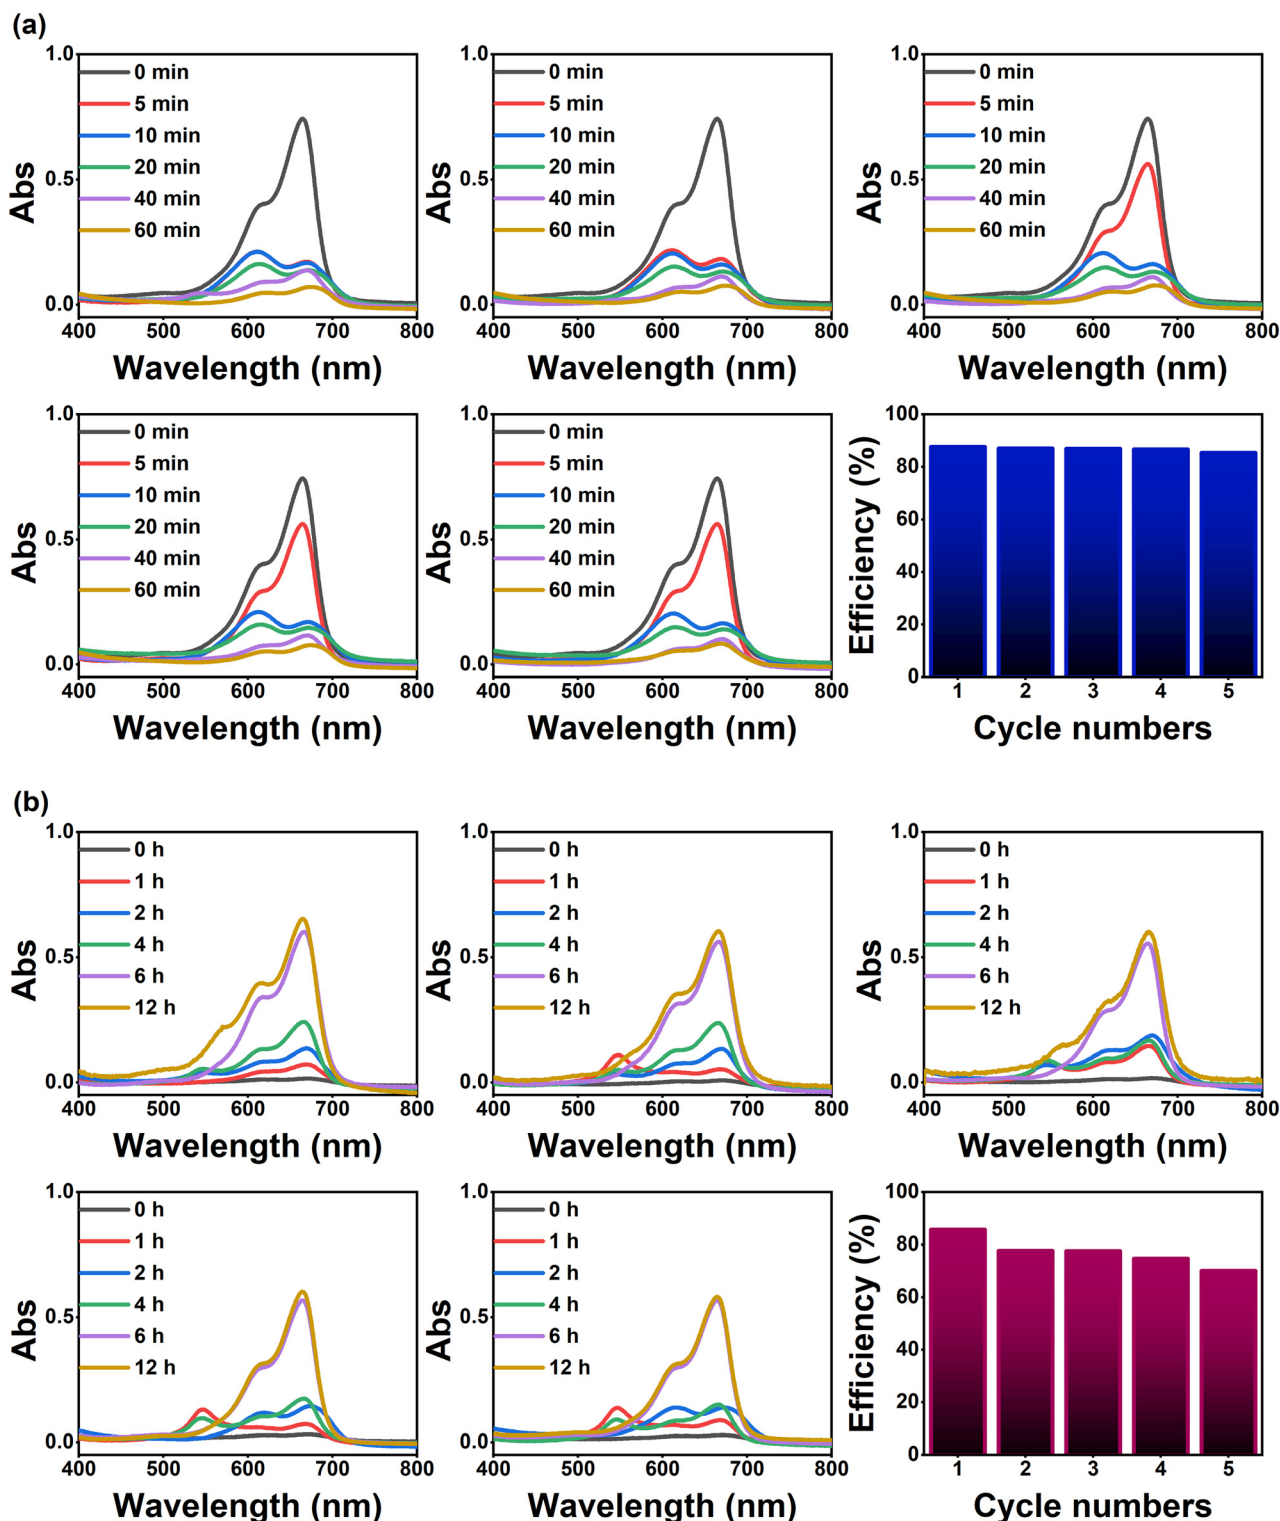 (a)
1.0
0.5
0.0
Abs
0 min
5 min
10 min
20 min
40 min
60 min
400 500 600 700 800
Wavelength (nm)
1.0
0.5
0.0
Abs
0 min
5 min
10 min
20 min
40 min
60 min
400 500 600 700 800
Wavelength (nm)
1.0
0.5
0.0
Abs
0 min
5 min
10 min
20 min
40 min
60 min
400 500 600 700 800
Wavelength (nm)
1.0
0.5
0.0
Abs
0 min
5 min
10 min
20 min
40 min
60 min
400 500 600 700 800
Wavelength (nm)
1.0
0.5
0.0
Abs
0 min
5 min
10 min
20 min
40 min
60 min
400 500 600 700 800
Wavelength (nm)
100
80
60
40
20
0
Efficiency (%)
1 2 3 4 5
Cycle numbers
(b)
1.0
0.5
0.0
Abs
0 h
1 h
2 h
4 h
6 h
12 h
400 500 600 700 800
Wavelength (nm)
1.0
0.5
0.0
Abs
0 h
1 h
2 h
4 h
6 h
12 h
400 500 600 700 800
Wavelength (nm)
1.0
0.5
0.0
Abs
0 h
1 h
2 h
4 h
6 h
12 h
400 500 600 700 800
Wavelength (nm)
1.0
0.5
0.0
Abs
0 h
1 h
2 h
4 h
6 h
12 h
400 500 600 700 800
Wavelength (nm)
1.0
0.5
0.0
Abs
0 h
1 h
2 h
4 h
6 h
12 h
400 500 600 700 800
Wavelength (nm)
100
80
60
40
20
0
Efficiency (%)
1 2 3 4 5
Cycle numbers